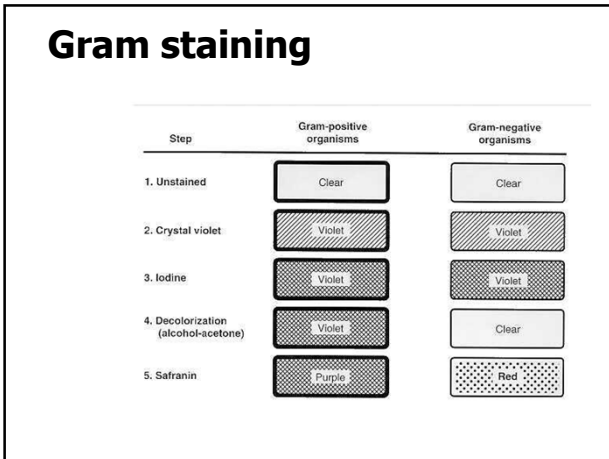 Gram staining
Step Gram-positive organisms Gram-negative organisms
1. Unstained Clear Clear
2. Crystal violet Violet Violet
3. Iodine Violet Violet
4. Decolorization (alcohol-acetone) Violet Clear
5. Safranin Purple Red